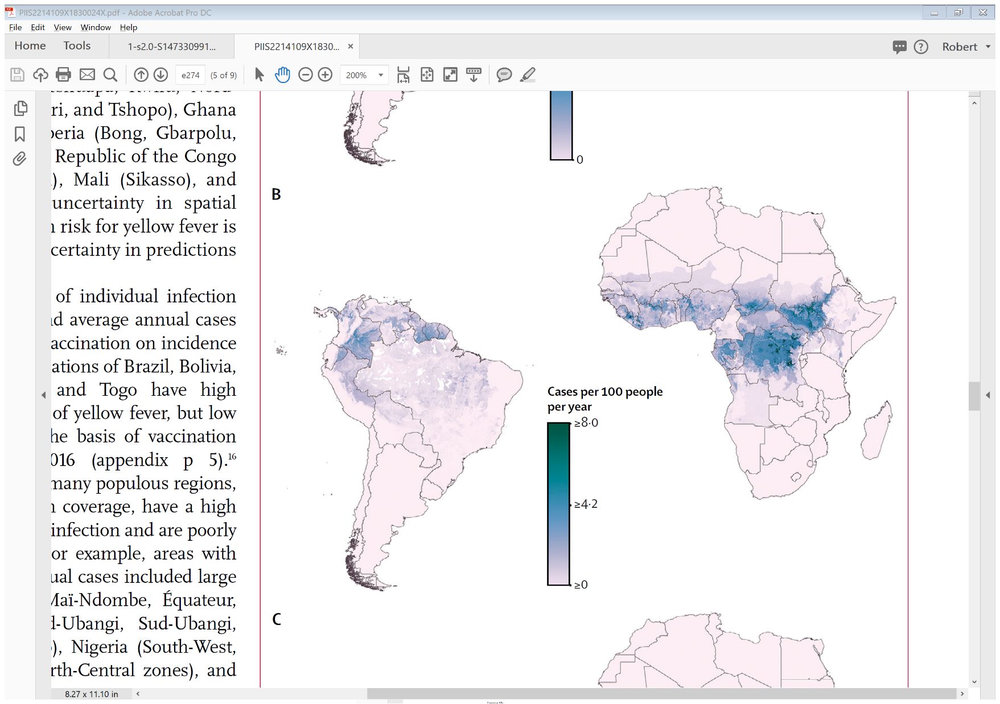 PIIS2214109X1830024X.pdf - Adobe Acrobat Pro DC
File Edit View Window Help
Home Tools 1-s2.0-S147330991... PIIS2214109X1830... × Robert
e274 (5 of 9) 200%
ri, and Tshopo), Ghana
peria (Bong, Gbarpolu,
Republic of the Congo
), Mali (Sikasso), and
uncertainty in spatial
n risk for yellow fever is
certainty in predictions
of individual infection
nd average annual cases
accination on incidence
ations of Brazil, Bolivia,
and Togo have high
of yellow fever, but low
he basis of vaccination
016 (appendix p 5).16
many populous regions,
n coverage, have a high
infection and are poorly
or example, areas with
ual cases included large
Maï-Ndombe, Équateur,
d-Ubangi, Sud-Ubangi,
), Nigeria (South-West,
rth-Central zones), and
0
B
Cases per 100 people
per year
≥8·0
≥4·2
≥0
C
8.27 x 11.10 in